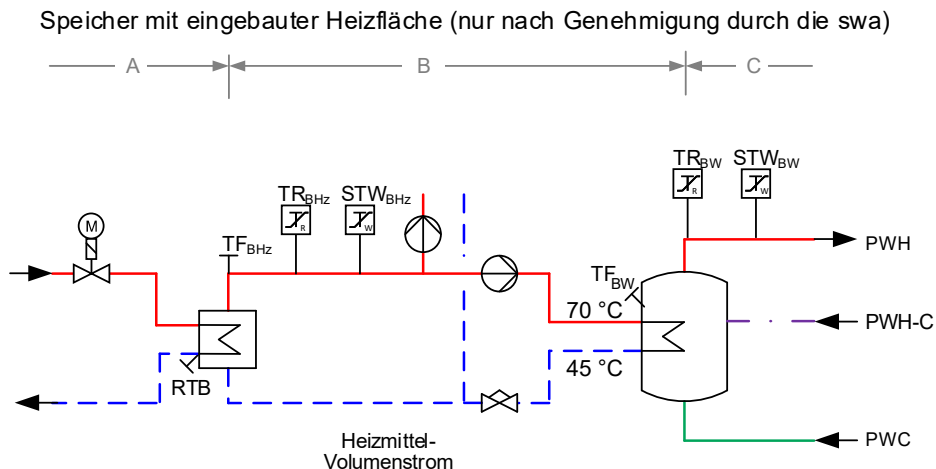 Speicher mit eingebauter Heizfläche (nur nach Genehmigung durch die swa)
A B C
TR_BW STW_BW
R W
TR_BHz STW_BHz
R W
M
TF_BHz
PWH
TF_BW
70 °C
PWH-C
45 °C
RTB
Heizmittel-
Volumenstrom
PWC